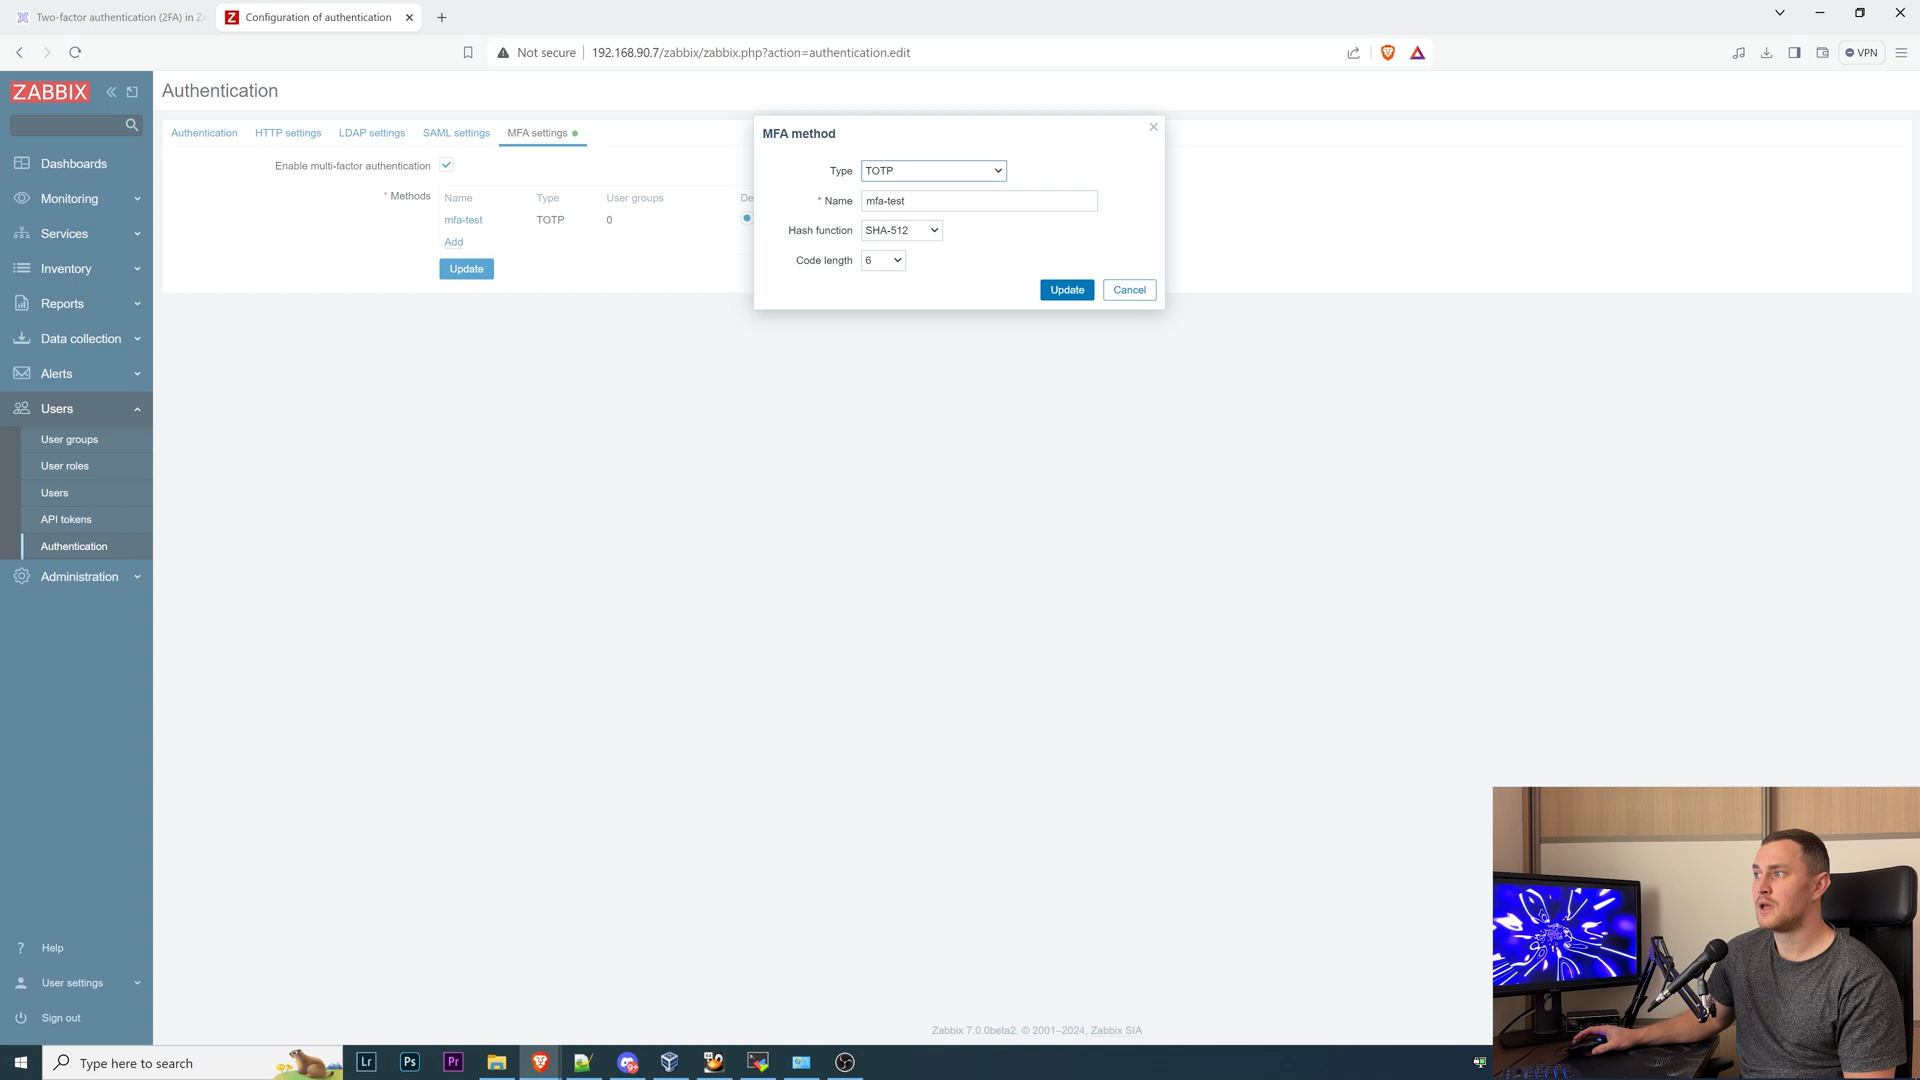 Two-factor authentication (2FA) in Z
Configuration of authentication
Not secure
192.168.90.7/zabbix/zabbix.php?action=authentication.edit
VPN
ZABBIX
Authentication
Authentication
HTTP settings
LDAP settings
SAML settings
MFA settings
Enable multi-factor authentication
* Methods
Name
Type
User groups
De
mfa-test
TOTP
0
Add
Update
MFA method
Type
TOTP
* Name
mfa-test
Hash function
SHA-512
Code length
6
Update
Cancel
Dashboards
Monitoring
Services
Inventory
Reports
Data collection
Alerts
Users
User groups
User roles
Users
API tokens
Authentication
Administration
Help
User settings
Sign out
Zabbix 7.0.0beta2. © 2001–2024, Zabbix SIA
Type here to search
Lr
Ps
Pr